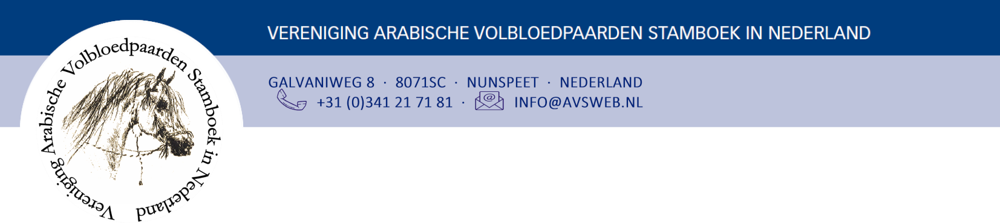 VERENIGING ARABISCHE VOLBLOEDPAARDEN STAMBOEK IN NEDERLAND
GALVANIWEG 8 · 8071SC · NUNSPEET · NEDERLAND
+31 (0)341 21 71 81 · INFO@AVSWEB.NL
Vereniging Arabische Volbloedpaarden Stamboek in Nederland